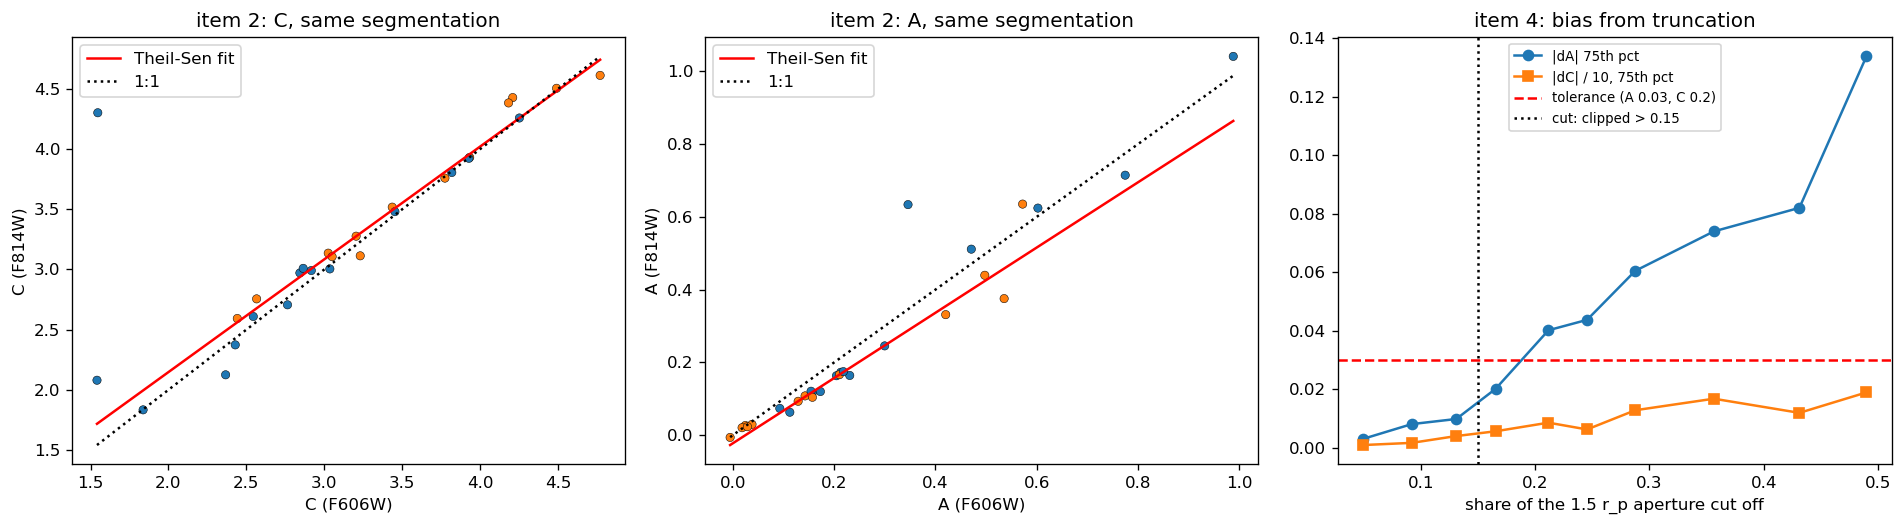 item 2: C, same segmentation
Theil-Sen fit
1:1
C (F814W)
4.5
4.0
3.5
3.0
2.5
2.0
1.5
1.5
2.0
2.5
3.0
3.5
4.0
4.5
C (F606W)
item 2: A, same segmentation
Theil-Sen fit
1:1
A (F814W)
1.0
0.8
0.6
0.4
0.2
0.0
0.0
0.2
0.4
0.6
0.8
1.0
A (F606W)
item 4: bias from truncation
|dA| 75th pct
|dC| / 10, 75th pct
tolerance (A 0.03, C 0.2)
cut: clipped > 0.15
0.14
0.12
0.10
0.08
0.06
0.04
0.02
0.00
0.1
0.2
0.3
0.4
0.5
share of the 1.5 r_p aperture cut off